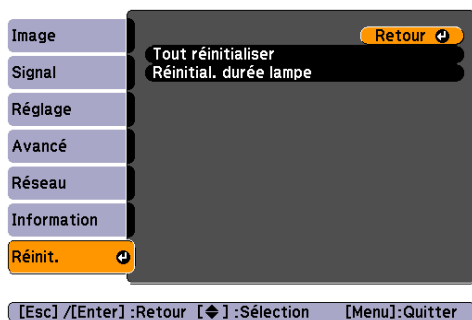 Image
Signal
Réglage
Avancé
Réseau
Information
Réinit.
Retour
Tout réinitialiser
Réinitial. durée lampe
[Esc] /[Enter] :Retour [ ] :Sélection [Menu]:Quitter